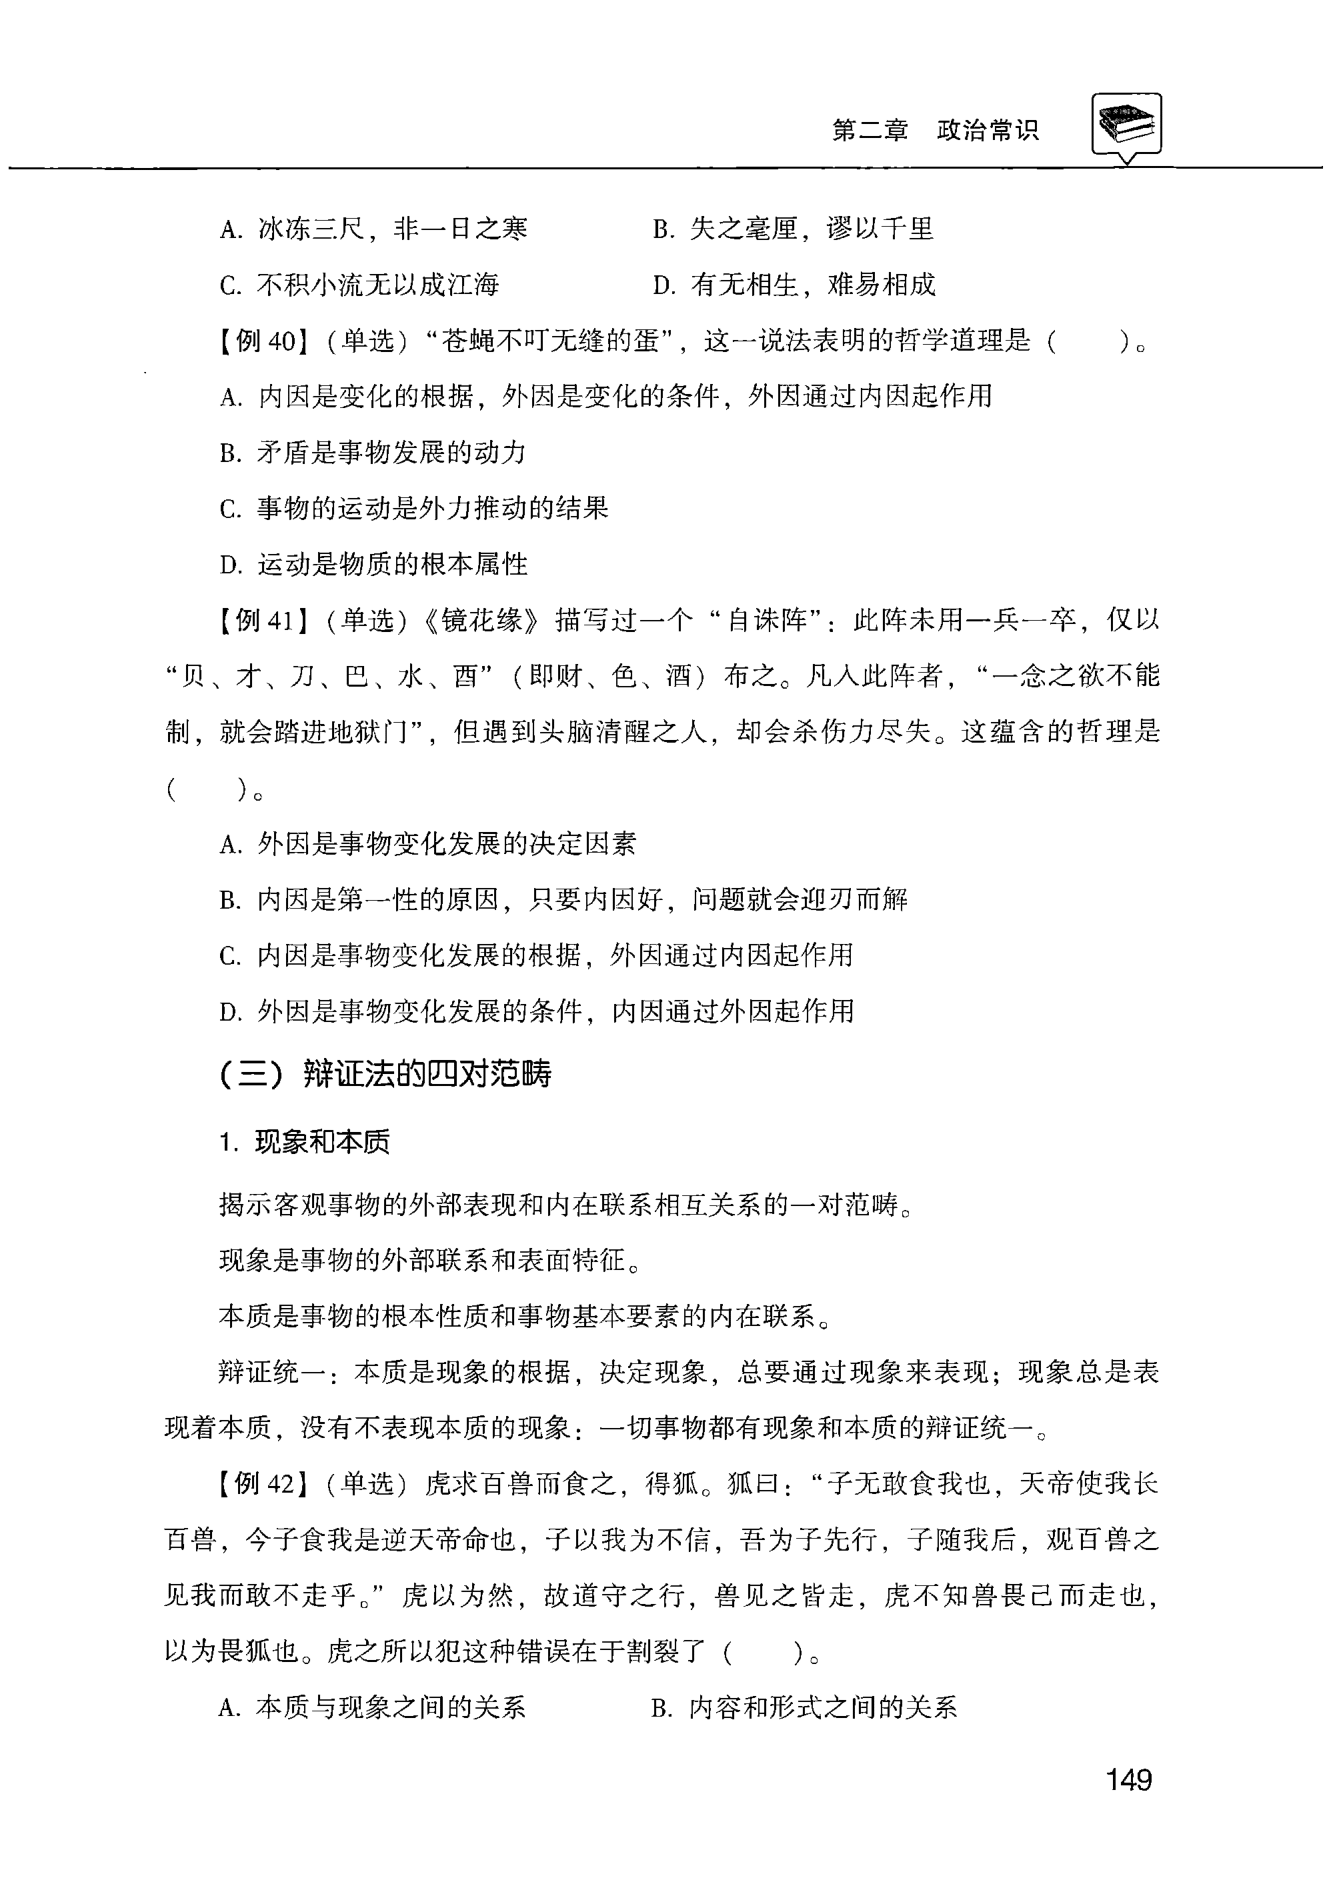 第二章 政治常识
A. 冰冻三尺，非一日之寒 B. 失之毫厘，谬以千里
C. 不积小流无以成江海 D. 有无相生，难易相成
【例 40】（单选）“苍蝇不叮无缝的蛋”，这一说法表明的哲学道理是（ ）。
A. 内因是变化的根据，外因是变化的条件，外因通过内因起作用
B. 矛盾是事物发展的动力
C. 事物的运动是外力推动的结果
D. 运动是物质的根本属性
【例 41】（单选）《镜花缘》描写过一个“自诛阵”：此阵未用一兵一卒，仅以
“贝、才、刀、巴、水、酉”（即财、色、酒）布之。凡入此阵者，“一念之欲不能
制，就会踏进地狱门”，但遇到头脑清醒之人，却会杀伤力尽失。这蕴含的哲理是
（ ）。
A. 外因是事物变化发展的决定因素
B. 内因是第一性的原因，只要内因好，问题就会迎刃而解
C. 内因是事物变化发展的根据，外因通过内因起作用
D. 外因是事物变化发展的条件，内因通过外因起作用
（三）辩证法的四对范畴
1. 现象和本质
揭示客观事物的外部表现和内在联系相互关系的一对范畴。
现象是事物的外部联系和表面特征。
本质是事物的根本性质和事物基本要素的内在联系。
辩证统一：本质是现象的根据，决定现象，总要通过现象来表现；现象总是表
现着本质，没有不表现本质的现象：一切事物都有现象和本质的辩证统一。
【例 42】（单选）虎求百兽而食之，得狐。狐曰：“子无敢食我也，天帝使我长
百兽，今子食我是逆天帝命也，子以我为不信，吾为子先行，子随我后，观百兽之
见我而敢不走乎。”虎以为然，故道守之行，兽见之皆走，虎不知兽畏己而走也，
以为畏狐也。虎之所以犯这种错误在于割裂了（ ）。
A. 本质与现象之间的关系 B. 内容和形式之间的关系
149